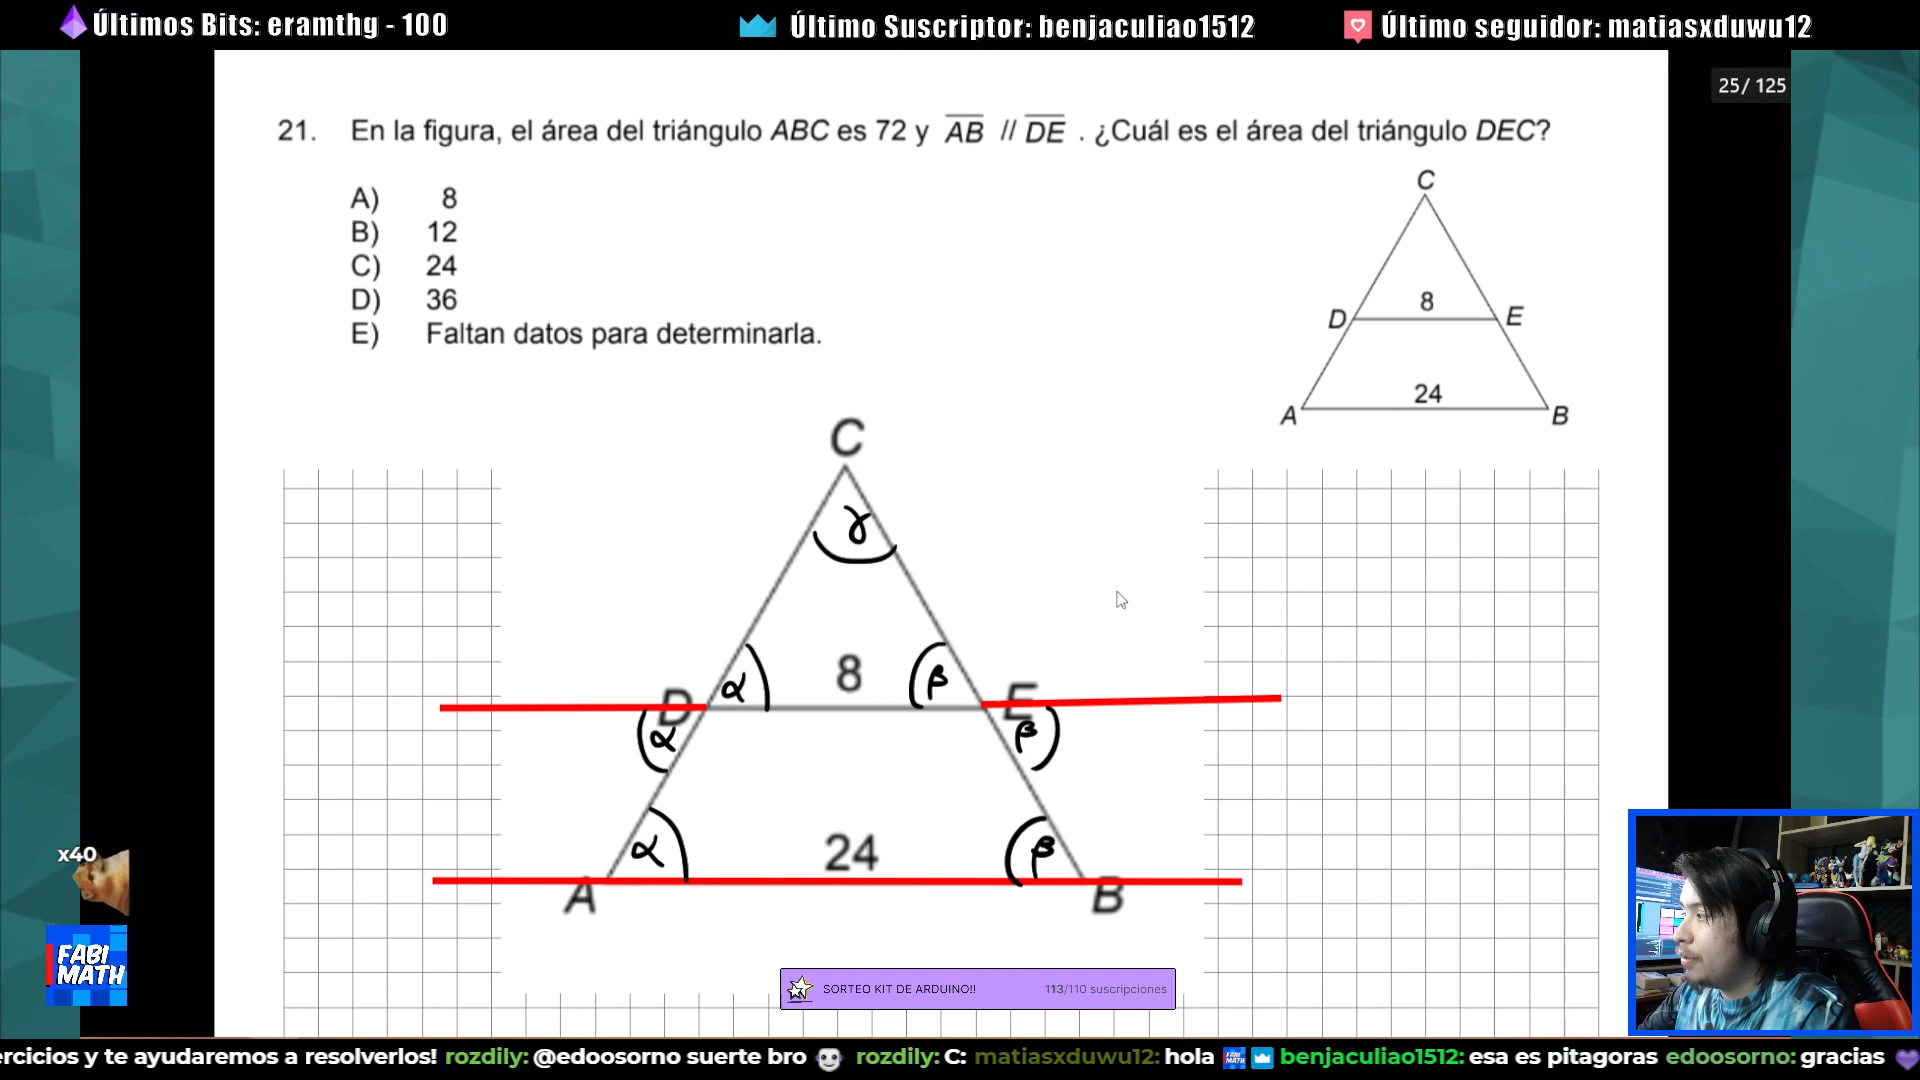 Últimos Bits: eramthg - 100
Último Suscriptor: benjaculiao1512
Último seguidor: matiasxduwu12
25/ 125
21. En la figura, el área del triángulo ABC es 72 y AB // DE . ¿Cuál es el área del triángulo DEC?
A) 8
B) 12
C) 24
D) 36
E) Faltan datos para determinarla.
C
D 8 E
24
A B
C
γ
α 8 β
D E
α β
α 24 β
A B
x40
FABI
MATH
SORTEO KIT DE ARDUINO!! 113/110 suscripciones
ercicios y te ayudaremos a resolverlos! rozdily: @edoosorno suerte bro rozdily: C: matiasxduwu12: hola benjaculiao1512: esa es pitagoras edoosorno: gracias